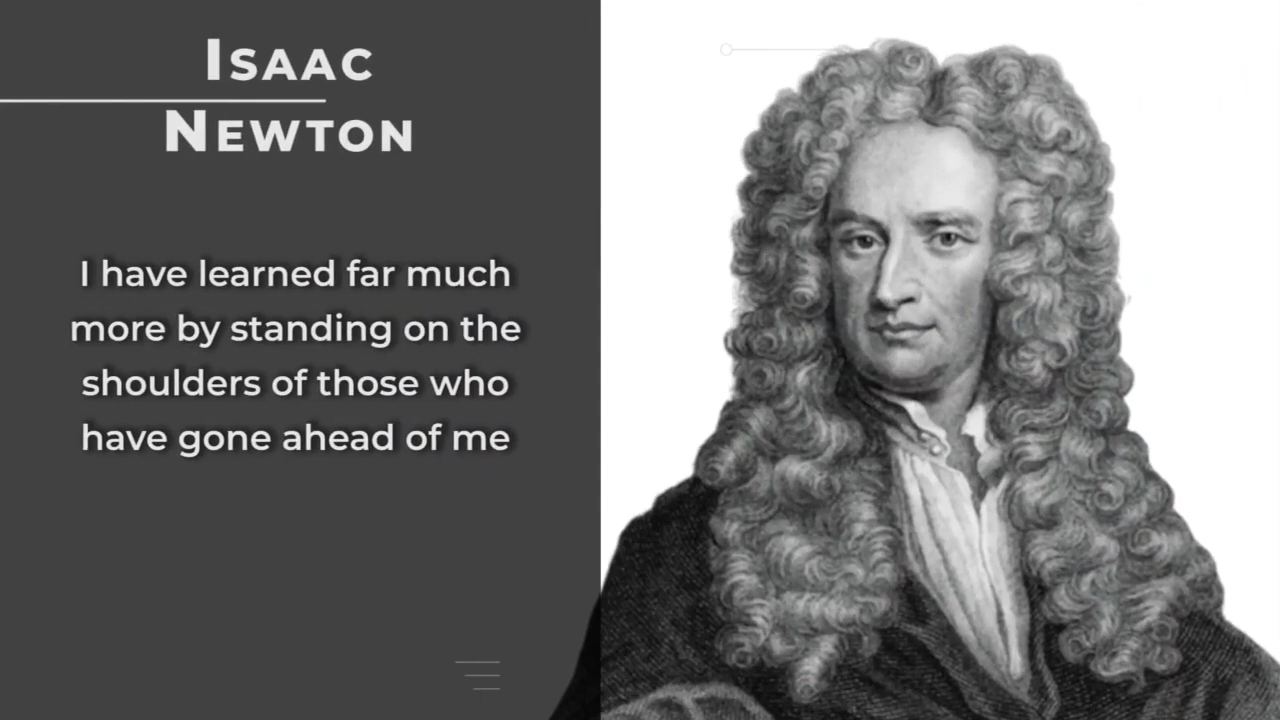 Isaac
Newton
I have learned far much
more by standing on the
shoulders of those who
have gone ahead of me